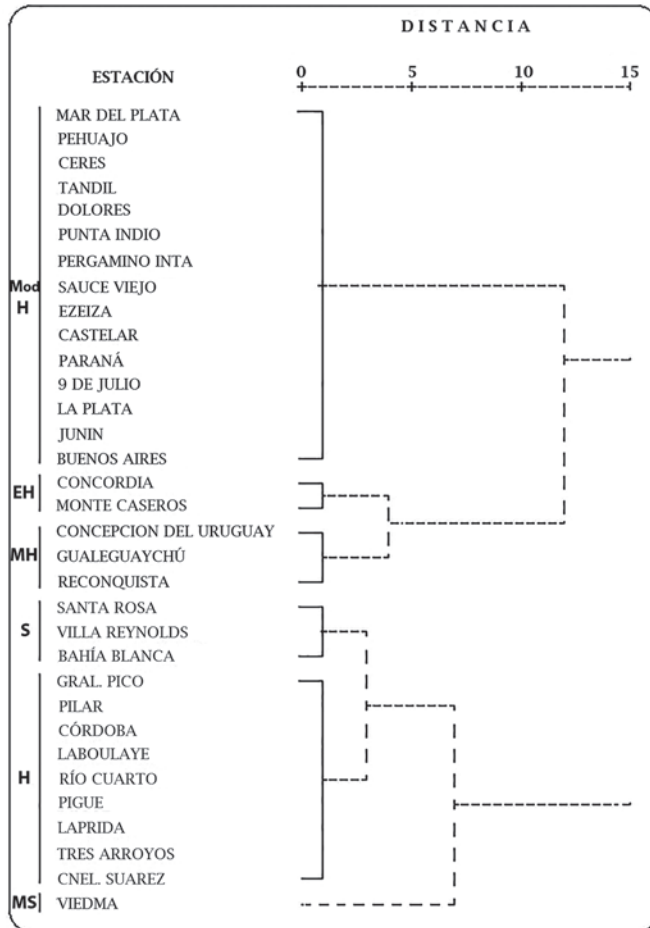 DISTANCIA
ESTACIÓN 0 5 10 15
MAR DEL PLATA
PEHUAJO
CERES
TANDIL
DOLORES
PUNTA INDIO
PERGAMINO INTA
Mod SAUCE VIEJO
H EZEIZA
CASTELAR
PARANÁ
9 DE JULIO
LA PLATA
JUNIN
BUENOS AIRES
EH CONCORDIA
MONTE CASEROS
CONCEPCION DEL URUGUAY
MH GUALEGUAYCHÚ
RECONQUISTA
SANTA ROSA
S VILLA REYNOLDS
BAHÍA BLANCA
GRAL. PICO
PILAR
CÓRDOBA
LABOULAYE
H RÍO CUARTO
PIGUE
LAPRIDA
TRES ARROYOS
CNEL. SUAREZ
MS VIEDMA